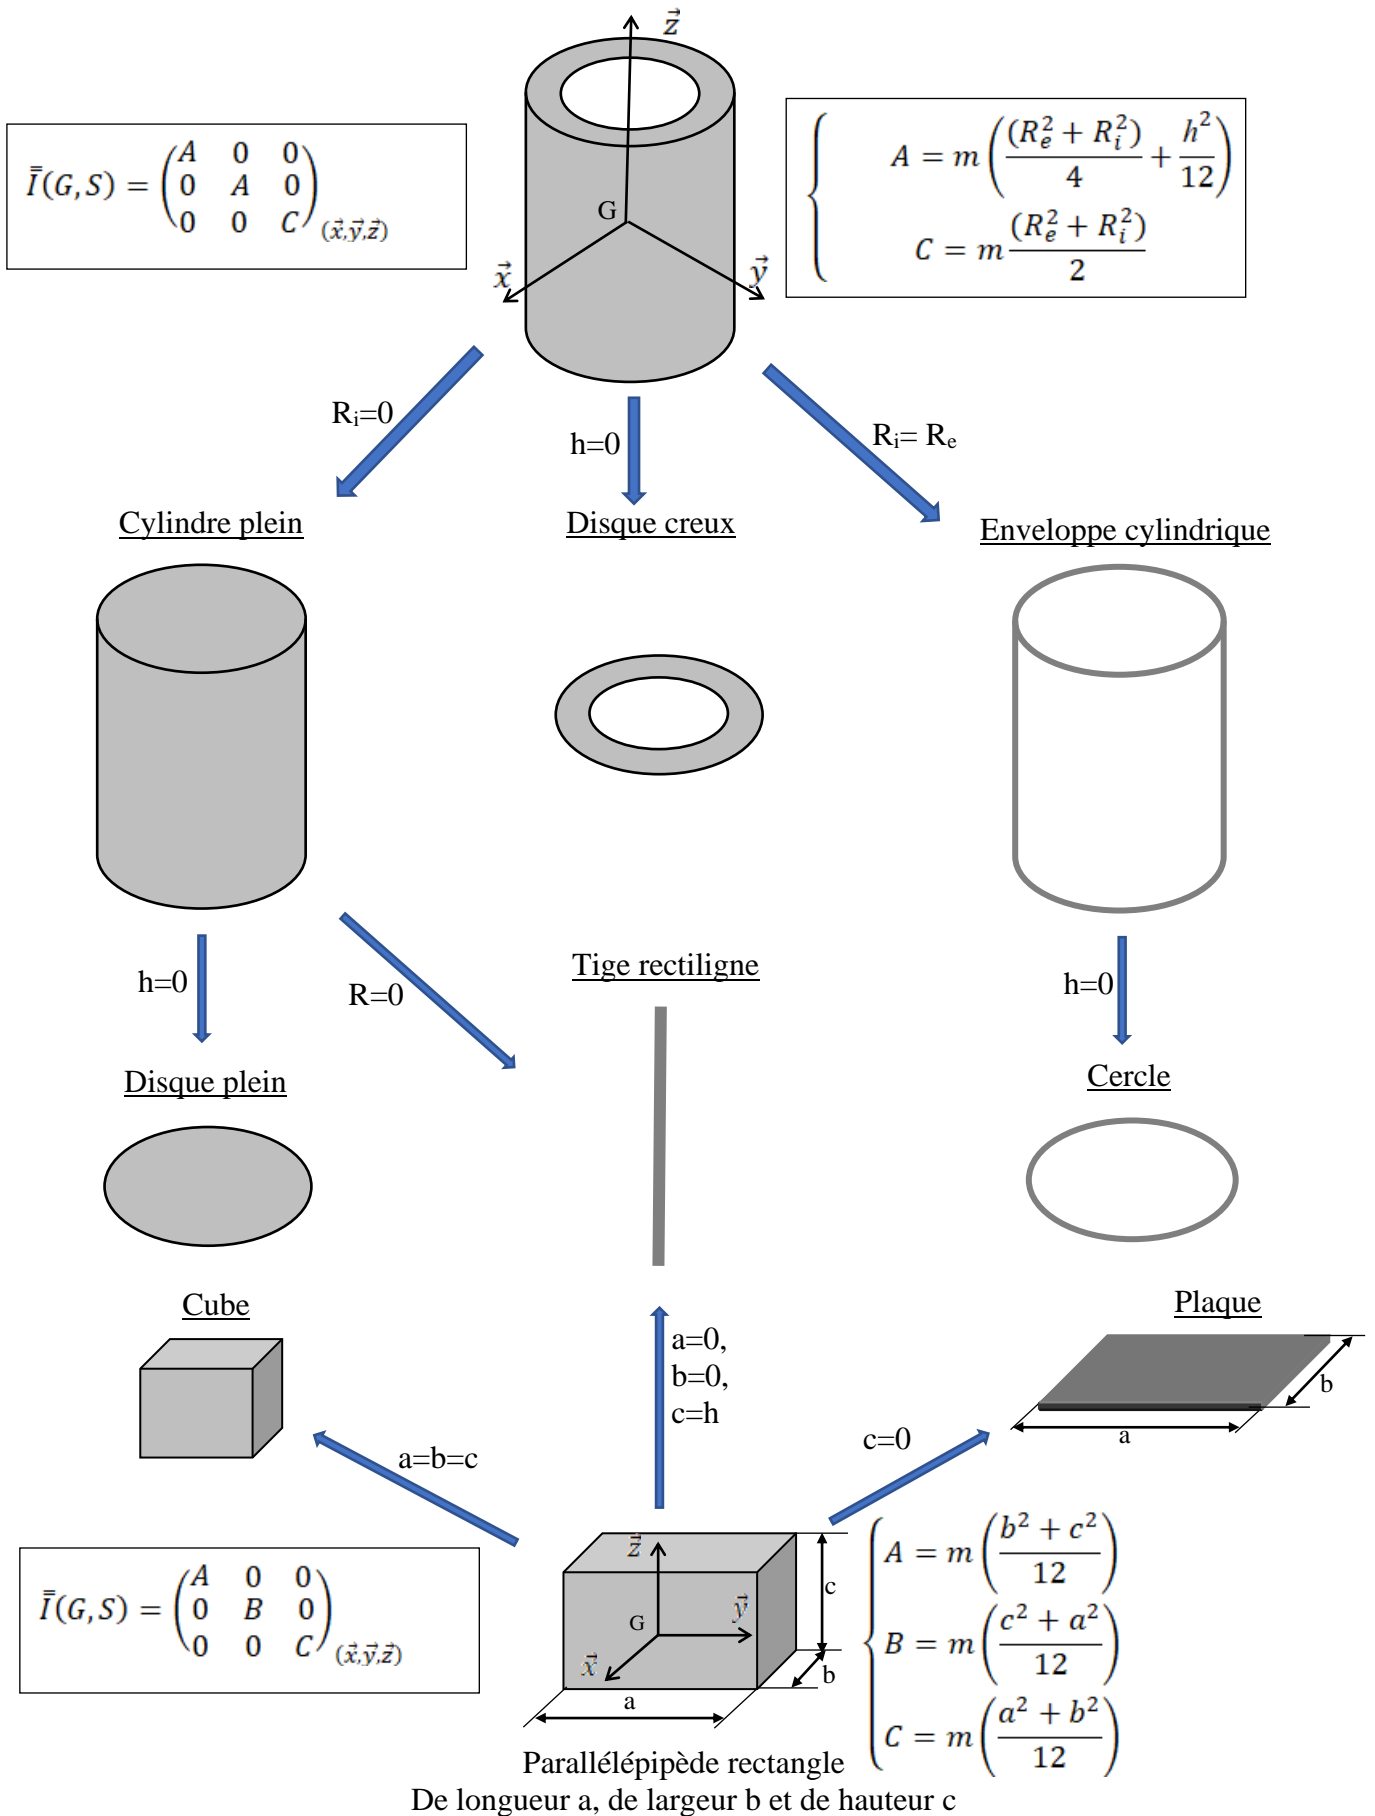 z⃗
I̿(G,S) = (A 0 0
0 A 0
0 0 C)(x⃗,y⃗,z⃗)
A = m((Rₑ² + Rᵢ²)/4 + h²/12)
C = m (Rₑ² + Rᵢ²)/2
G
x⃗
y⃗
Rᵢ=0
h=0
Rᵢ= Rₑ
Cylindre plein
Disque creux
Enveloppe cylindrique
h=0
R=0
Tige rectiligne
h=0
Disque plein
Cercle
Cube
Plaque
a=0,
b=0,
c=h
b
a
a=b=c
c=0
I̿(G,S) = (A 0 0
0 B 0
0 0 C)(x⃗,y⃗,z⃗)
z⃗
G
y⃗
x⃗
c
b
a
A = m((b² + c²)/12)
B = m((c² + a²)/12)
C = m((a² + b²)/12)
Parallélépipède rectangle
De longueur a, de largeur b et de hauteur c